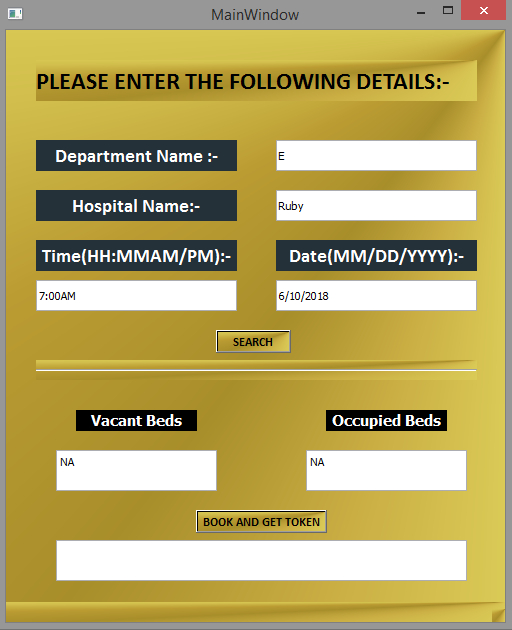 MainWindow
PLEASE ENTER THE FOLLOWING DETAILS:-
Department Name :-
E
Hospital Name:-
Ruby
Time(HH:MMAM/PM):-
Date(MM/DD/YYYY):-
7:00AM
6/10/2018
SEARCH
Vacant Beds
Occupied Beds
NA
NA
BOOK AND GET TOKEN